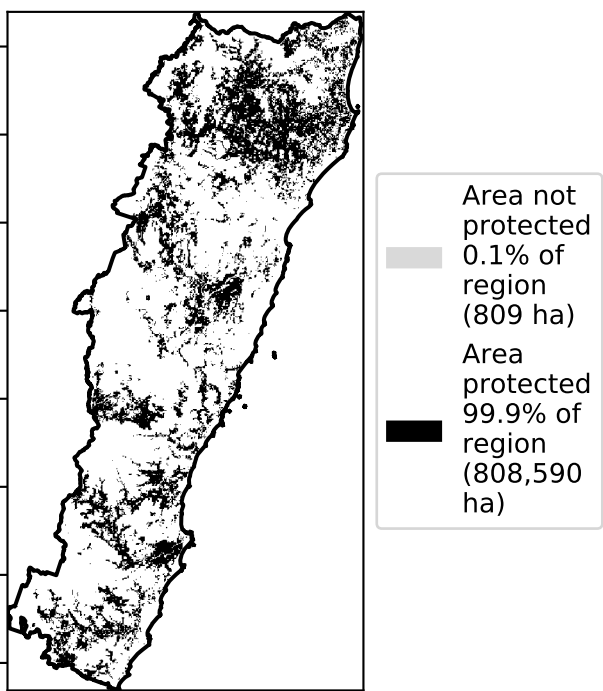 Area not
protected
0.1% of
region
(809 ha)
Area
protected
99.9% of
region
(808,590
ha)